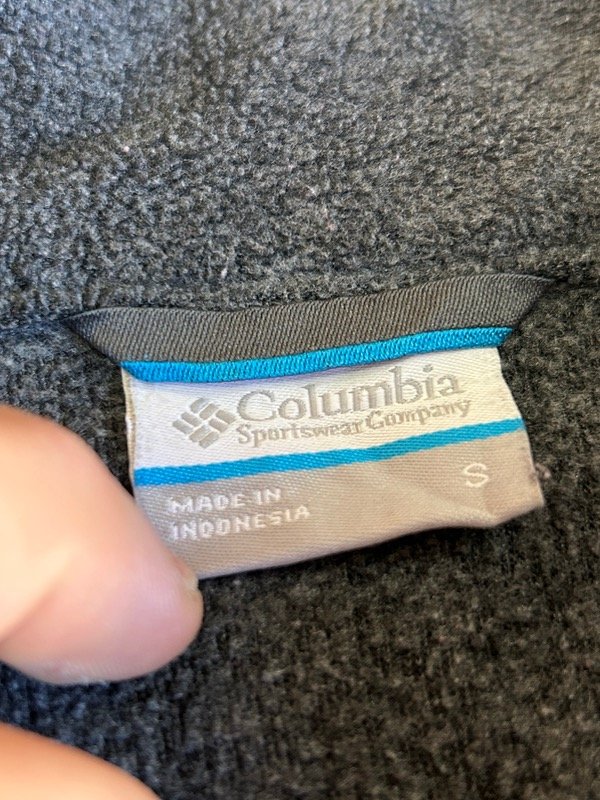 Columbia
Sportswear Company
S
MADE IN
INDONESIA